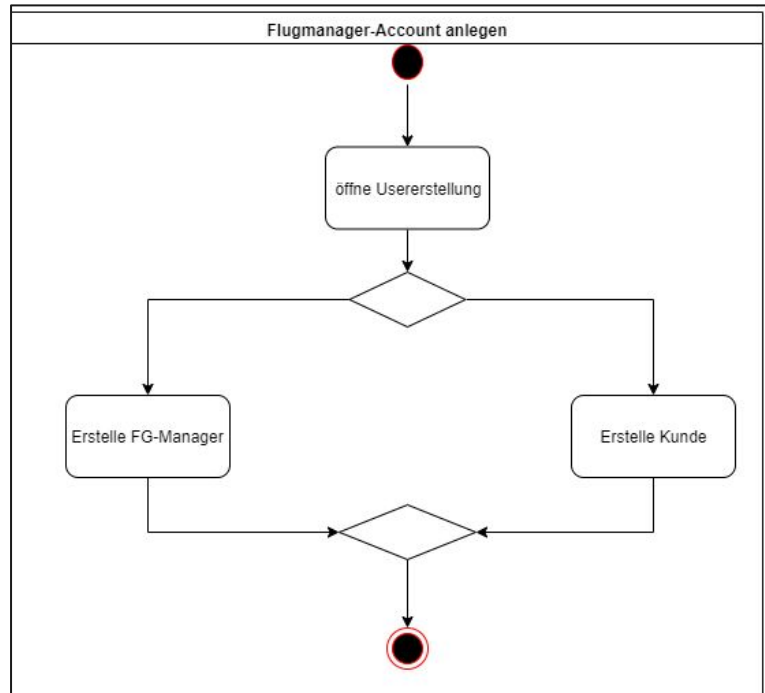 Flugmanager-Account anlegen
öffne Usererstellung
Erstelle FG-Manager
Erstelle Kunde